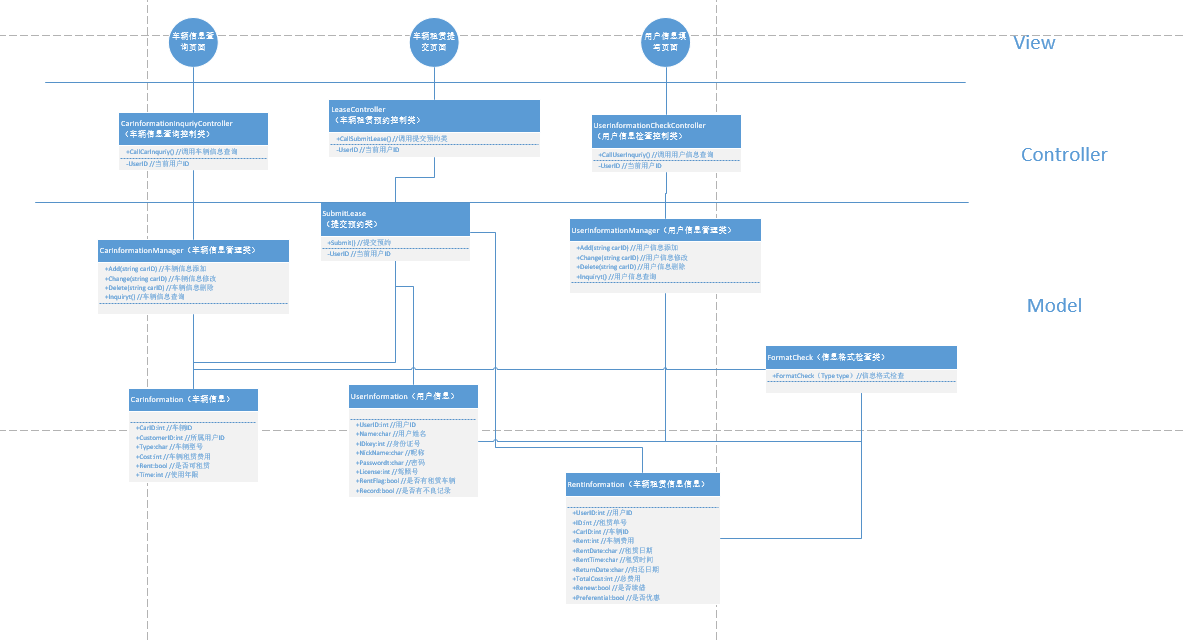 车辆信息查
询页面
车辆租赁提
交页面
用户信息填
写页面
View
CarInformationInquriyController
（车辆信息查询控制类）
+CallCarInquriy() //调用车辆信息查询
-UserID //当前用户ID
LeaseController
（车辆租赁预约控制类）
+CallSubmitLease() //调用提交预约类
-UserID //当前用户ID
UserInformationCheckController
（用户信息检查控制类）
+CallUserInquriy() //调用用户信息查询
-UserID //当前用户ID
Controller
SubmitLease
（提交预约类）
+Submit() //提交预约
-UserID //当前用户ID
CarInformationManager（车辆信息管理类）
+Add(string carID) //车辆信息添加
+Change(string carID) //车辆信息修改
+Delete(string carID) //车辆信息删除
+Inquiryt() //车辆信息查询
UserInformationManager（用户信息管理类）
+Add(string carID) //用户信息添加
+Change(string carID) //用户信息修改
+Delete(string carID) //用户信息删除
+Inquiryt() //用户信息查询
Model
FormatCheck（信息格式检查类）
+FormatCheck（Type type）//信息格式检查
CarInformation（车辆信息）
+CarID:int //车辆ID
+CustomerID:int //所属用户ID
+Type:char //车辆型号
+Cost:int //车辆租赁费用
+Rent:bool //是否可租赁
+Time:int //使用年限
UserInformation（用户信息）
+UserID:int //用户ID
+Name:char //用户姓名
+IDkey:int //身份证号
+NickName:char //昵称
+Passwordt:char //密码
+License:int //驾照号
+RentFlag:bool //是否有租赁车辆
+Record:bool //是否有不良记录
RentInformation（车辆租赁信息信息）
+UserID:int //用户ID
+ID:int //租赁单号
+CarID:int //车辆ID
+Rent:int //车辆费用
+RentDate:char //租赁日期
+RentTime:char //租赁时间
+ReturnDate:char //归还日期
+TotalCost:int //总费用
+Renew:bool //是否续借
+Preferential:bool //是否优惠